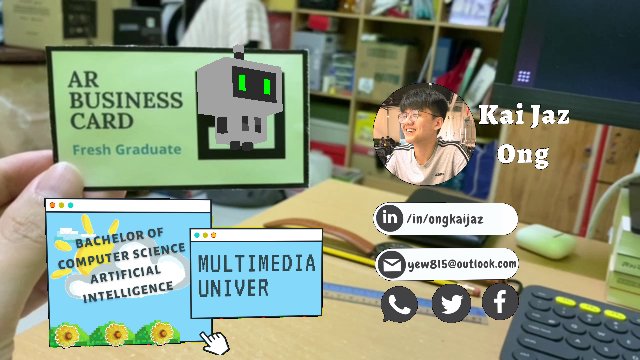 AR
BUSINESS
CARD
Fresh Graduate
Kai Jaz
Ong
in /in/ongkaijaz
yew815@outlook.com
BACHELOR OF
COMPUTER SCIENCE
ARTIFICIAL
INTELLIGENCE
MULTIMEDIA
UNIVER